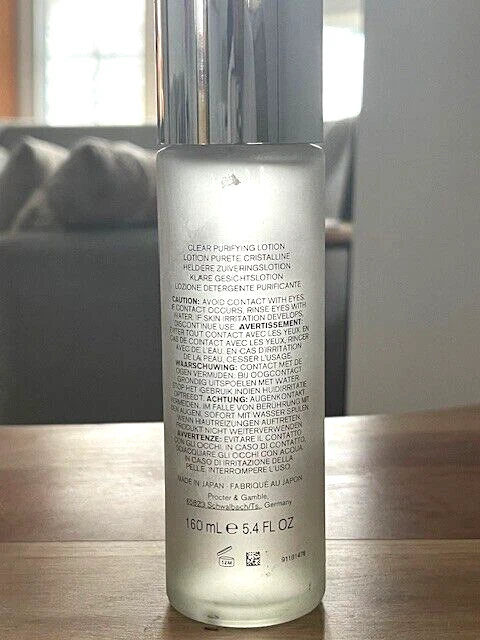 CLEAR PURIFYING LOTION
LOTION PURETÉ CRISTALLINE
HELDERE ZUIVERINGSLOTION
KLARE GESICHTSLOTION
LOZIONE DETERGENTE PURIFICANTE
CAUTION: AVOID CONTACT WITH EYES.
IF CONTACT OCCURS, RINSE EYES WITH
WATER. IF SKIN IRRITATION DEVELOPS,
DISCONTINUE USE. AVERTISSEMENT:
ÉVITER TOUT CONTACT AVEC LES YEUX. EN
CAS DE CONTACT AVEC LES YEUX, RINCER
AVEC DE L'EAU. EN CAS D'IRRITATION
DE LA PEAU, CESSER L'USAGE.
WAARSCHUWING: CONTACT MET DE
OGEN VERMIJDEN. BIJ OOGCONTACT
GRONDIG UITSPOELEN MET WATER.
STOP HET GEBRUIK INDIEN HUIDIRRITATIE
OPTREEDT. ACHTUNG: AUGENKONTAKT
VERMEIDEN. IM FALLE VON BERÜHRUNG MIT
DEN AUGEN, SOFORT MIT WASSER SPÜLEN.
WENN HAUTREIZUNGEN AUFTRETEN,
PRODUKT NICHT WEITERVERWENDEN.
AVVERTENZE: EVITARE IL CONTATTO
CON GLI OCCHI. IN CASO DI CONTATTO,
SCIACQUARE GLI OCCHI CON ACQUA.
IN CASO DI IRRITAZIONE DELLA
PELLE INTERROMPERE L'USO.
MADE IN JAPAN · FABRIQUÉ AU JAPON
Procter & Gamble,
65823 Schwalbach/Ts., Germany
160 mL ℮ 5.4 FL OZ
12M
91181478